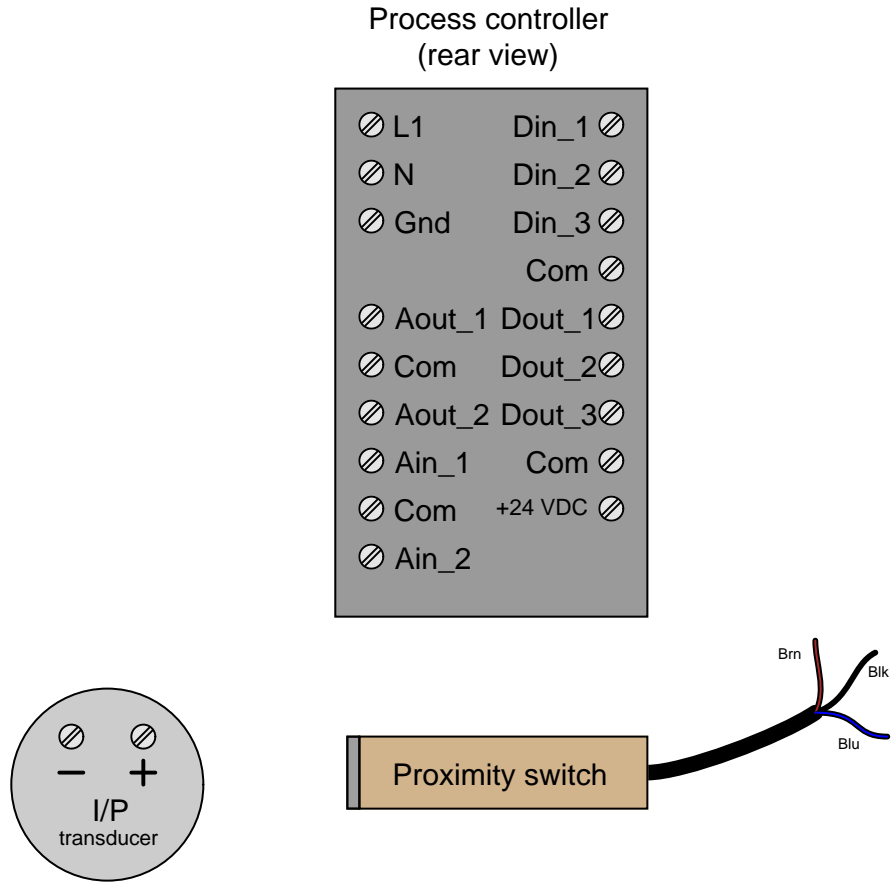 Process controller
(rear view)
L1 Din_1
N Din_2
Gnd Din_3
Com
Aout_1 Dout_1
Com Dout_2
Aout_2 Dout_3
Ain_1 Com
Com +24 VDC
Ain_2
Brn
Blk
Blu
Proximity switch
− +
I/P
transducer